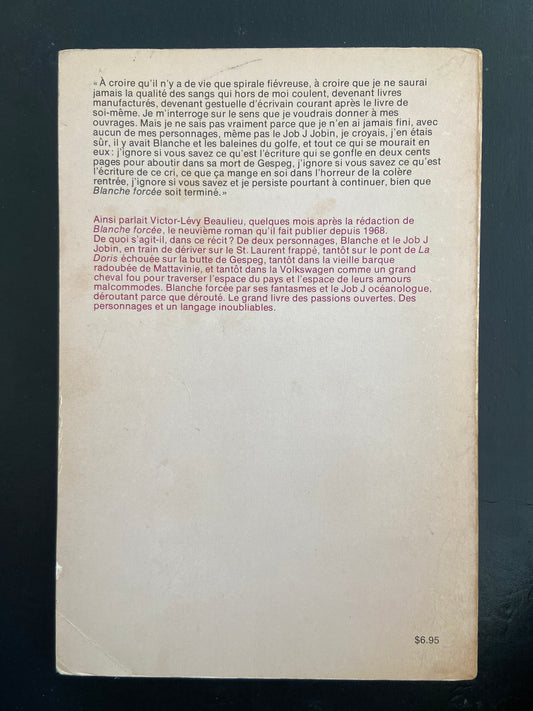 « À croire qu'il n'y a de vie que spirale fiévreuse, à croire que je ne saurai
jamais la qualité des sangs qui hors de moi coulent, devenant livres
manufacturés, devenant gestuelle d'écrivain courant après le livre de
soi-même. Je m'interroge sur le sens que je voudrais donner à mes
ouvrages. Mais je ne sais pas vraiment parce que je n'en ai jamais fini, avec
aucun de mes personnages, même pas le Job J Jobin, je croyais, j'en étais
sûr, il y avait Blanche et les baleines du golfe, et tout ce qui se mourait en
eux : j'ignore si vous savez ce qu'est l'écriture qui se gonfle en deux cents
pages pour aboutir dans sa mort de Gespeg, j'ignore si vous savez ce qu'est
l'écriture de ce cri, ce que ça mange en soi dans l'horreur de la colère
rentrée, j'ignore si vous savez et je persiste pourtant à continuer, bien que
Blanche forcée soit terminé. »
Ainsi parlait Victor-Lévy Beaulieu, quelques mois après la rédaction de
Blanche forcée, le neuvième roman qu'il fait publier depuis 1968.
De quoi s'agit-il, dans ce récit ? De deux personnages, Blanche et le Job J
Jobin, en train de dériver sur le St. Laurent frappé, tantôt sur le pont de La
Doris échouée sur la butte de Gespeg, tantôt dans la vieille barque
radoubée de Mattavinie, et tantôt dans la Volkswagen comme un grand
cheval fou pour traverser l'espace du pays et l'espace de leurs amours
malcommodes. Blanche forcée par ses fantasmes et le Job J océanologue,
déroutant parce que dérouté. Le grand livre des passions ouvertes. Des
personnages et un langage inoubliables.
$6.95